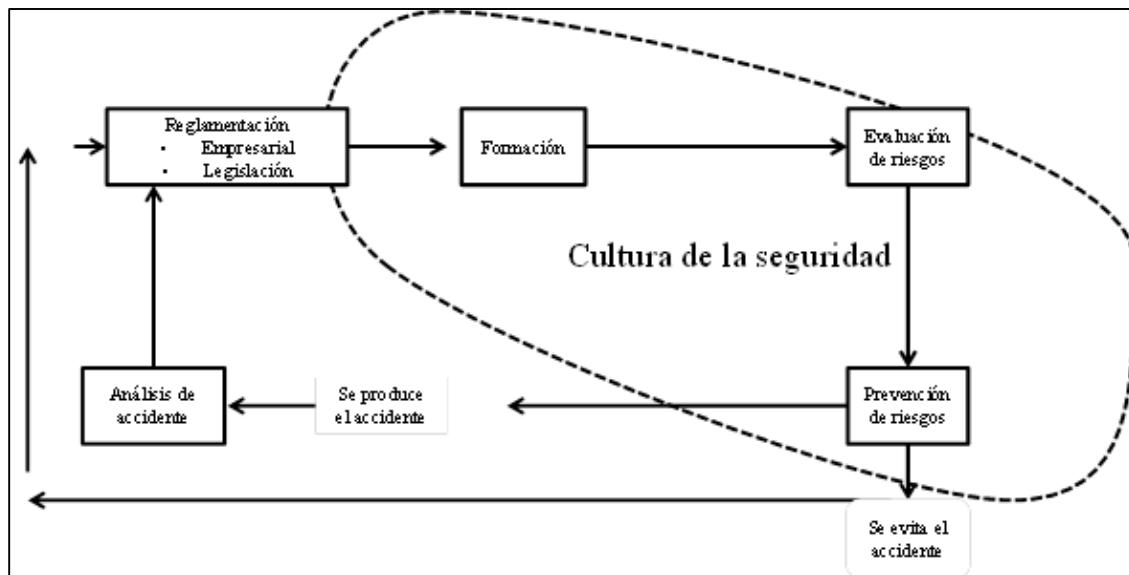 Reglamentación
• Empresarial
• Legislación
Formación
Evaluación
de riesgos
Cultura de la seguridad
Análisis de
accidente
Se produce
el accidente
Prevención
de riesgos
Se evita el
accidente